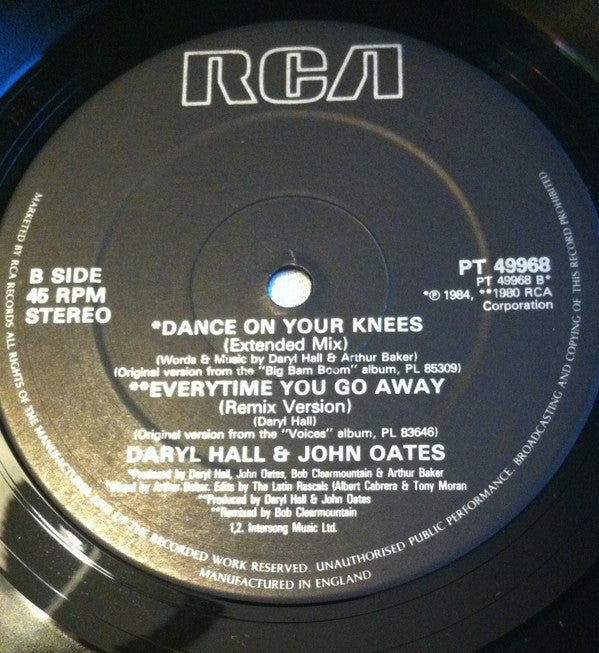 RCA
B SIDE
45 RPM
STEREO
PT 49968
PT 49968 B*
*℗ 1984, **1980 RCA
Corporation
*DANCE ON YOUR KNEES
(Extended Mix)
(Words & Music by Daryl Hall & Arthur Baker)
(Original version from the "Big Bam Boom" album, PL 85309)
**EVERYTIME YOU GO AWAY
(Remix Version)
(Daryl Hall)
(Original version from the "Voices" album, PL 83646)
DARYL HALL & JOHN OATES
*Produced by Daryl Hall, John Oates, Bob Clearmountain & Arthur Baker
*Mixed by Arthur Baker. Edits by The Latin Rascals (Albert Cabrera & Tony Moran
**Produced by Daryl Hall & John Oates
**Remixed by Bob Clearmountain
1,2. Intersong Music Ltd.
MARKETED BY RCA RECORDS ALL RIGHTS OF THE MANUFACTURER AND OF THE RECORDED WORK RESERVED. UNAUTHORISED PUBLIC PERFORMANCE, BROADCASTING AND COPYING OF THIS RECORD PROHIBITED
MANUFACTURED IN ENGLAND